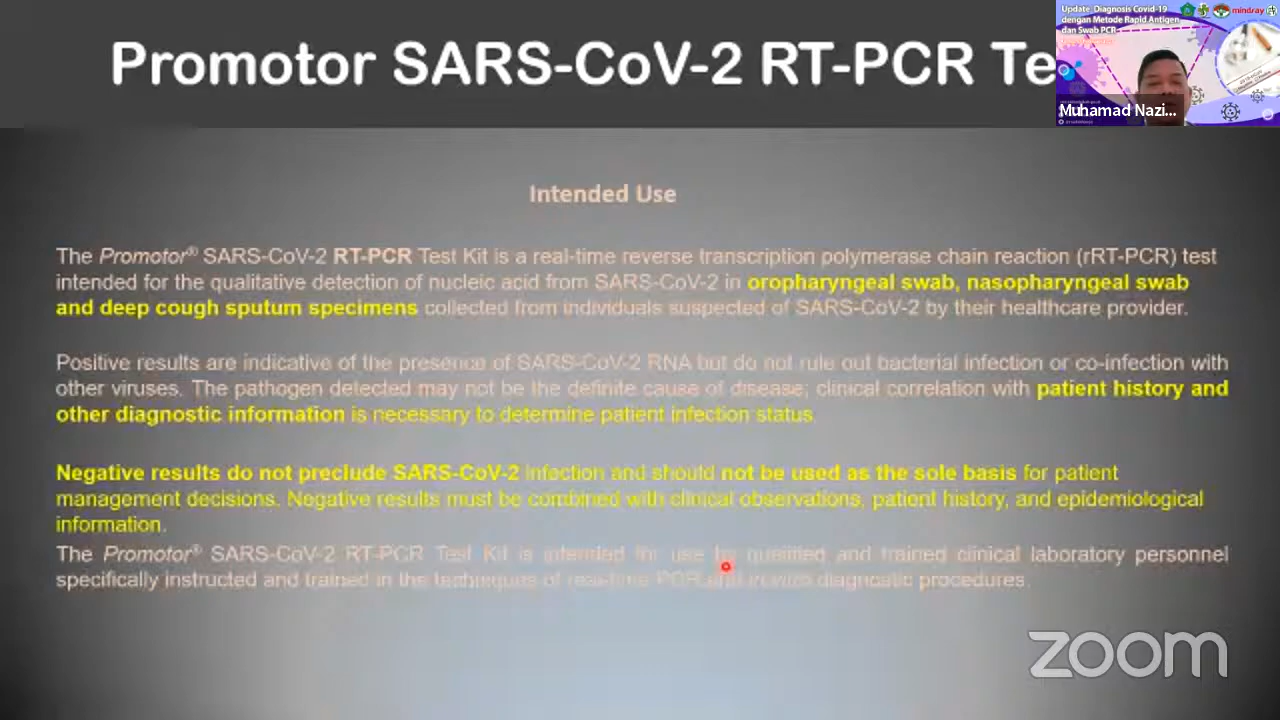 Promotor SARS-CoV-2 RT-PCR Te
Update Diagnosis Covid-19
dengan Metode Rapid Antigen
dan Swab PCR
mindray
Muhamad Nazi...
Intended Use
The Promotor® SARS-CoV-2 RT-PCR Test Kit is a real-time reverse transcription polymerase chain reaction (rRT-PCR) test
intended for the qualitative detection of nucleic acid from SARS-CoV-2 in oropharyngeal swab, nasopharyngeal swab
and deep cough sputum specimens collected from individuals suspected of SARS-CoV-2 by their healthcare provider.
Positive results are indicative of the presence of SARS-CoV-2 RNA but do not rule out bacterial infection or co-infection with
other viruses. The pathogen detected may not be the definite cause of disease; clinical correlation with patient history and
other diagnostic information is necessary to determine patient infection status.
Negative results do not preclude SARS-CoV-2 infection and should not be used as the sole basis for patient
management decisions. Negative results must be combined with clinical observations, patient history, and epidemiological
information.
The Promotor® SARS-CoV-2 RT-PCR Test Kit is intended for use by qualified and trained clinical laboratory personnel
specifically instructed and trained in the techniques of real-time PCR and in vitro diagnostic procedures.
zoom